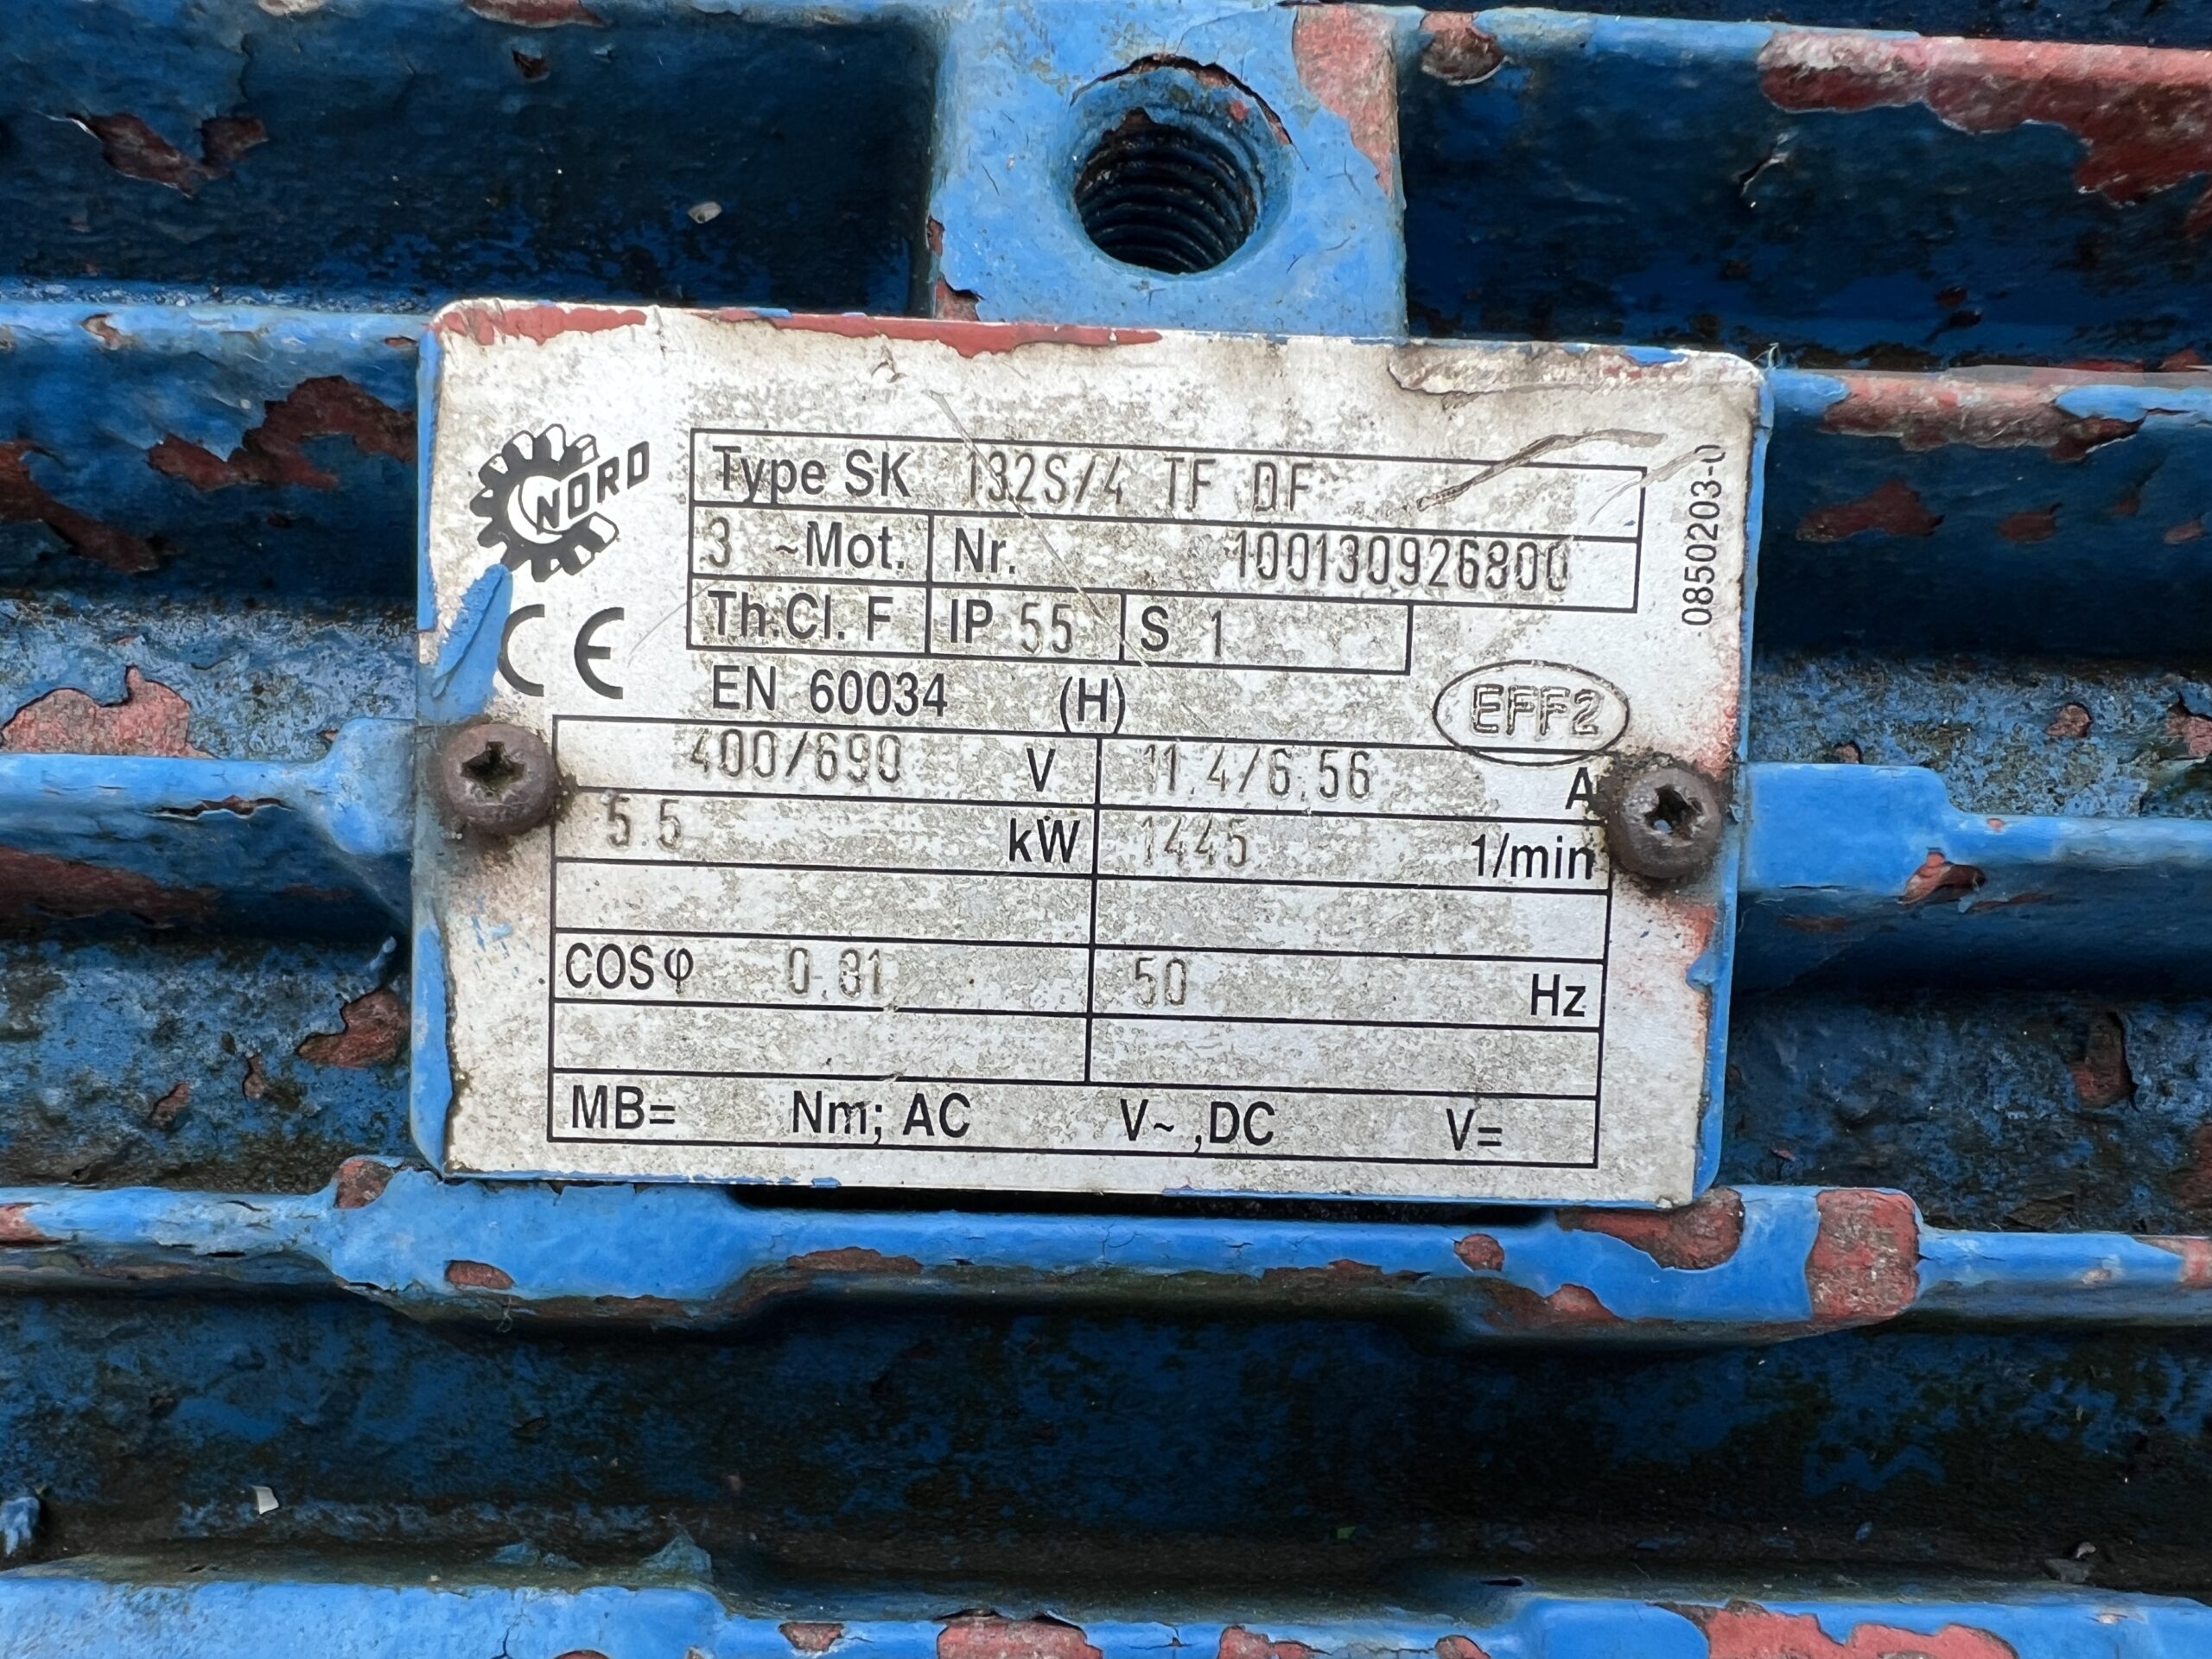 NORD
Type SK 132S/4 TF DF
3 ~Mot. Nr. 100130926800
Th.Cl. F IP 55 S 1
CE
EN 60034 (H)
EFF2
400/690 V 11.4/6.56 A
5.5 kW 1445 1/min
COSφ 0.81 50 Hz
MB= Nm; AC V~ ,DC V=
0850203-0